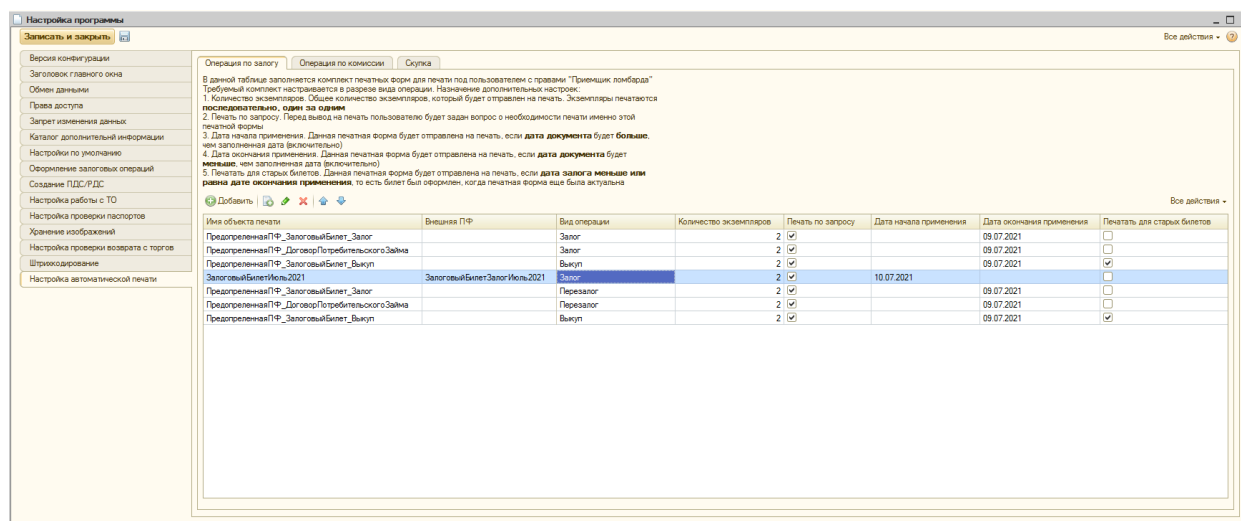 Настройка программы
Записать и закрыть
Все действия
Версия конфигурации
Заголовок главного окна
Обмен данными
Права доступа
Запрет изменения данных
Каталог дополнительнй информации
Настройки по умолчанию
Оформление залоговых операций
Создание ПДС/РДС
Настройка работы с ТО
Настройка проверки паспортов
Хранение изображений
Настройка проверки возврата с торгов
Штрихкодирование
Настройка автоматической печати
Операция по залогу Операция по комиссии Скупка
В данной таблице заполняется комплект печатных форм для печати под пользователем с правами "Приемщик ломбарда"
Требуемый комплект настраивается в разрезе вида операции. Назначение дополнительных настроек:
1. Количество экземпляров. Общее количество экземпляров, который будет отправлен на печать. Экземпляры печатаются
последовательно, один за одним
2. Печать по запросу. Перед вывод на печать пользователю будет задан вопрос о необходимости печати именно этой
печатной формы
3. Дата начала применения. Данная печатная форма будет отправлена на печать, если дата документа будет больше,
чем заполненная дата (включительно)
4. Дата окончания применения. Данная печатная форма будет отправлена на печать, если дата документа будет
меньше, чем заполненная дата (включительно)
5. Печатать для старых билетов. Данная печатная форма будет отправлена на печать, если дата залога меньше или
равна дате окончания применения, то есть билет был оформлен, когда печатная форма еще была актуальна
Добавить Все действия
Имя объекта печати Внешняя ПФ Вид операции Количество экземпляров Печать по запросу Дата начала применения Дата окончания применения Печатать для старых билетов
ПредопреленнаяПФ_ЗалоговыйБилет_Залог Залог 2 09.07.2021
ПредопреленнаяПФ_ДоговорПотребительскогоЗайма Залог 2 09.07.2021
ПредопреленнаяПФ_ЗалоговыйБилет_Выкуп Выкуп 2 09.07.2021
ЗалоговыйБилетИюль2021 ЗалоговыйБилетЗалогИюль2021 Залог 2 10.07.2021
ПредопреленнаяПФ_ЗалоговыйБилет_Залог Перезалог 2 09.07.2021
ПредопреленнаяПФ_ДоговорПотребительскогоЗайма Перезалог 2 09.07.2021
ПредопреленнаяПФ_ЗалоговыйБилет_Выкуп Выкуп 2 09.07.2021